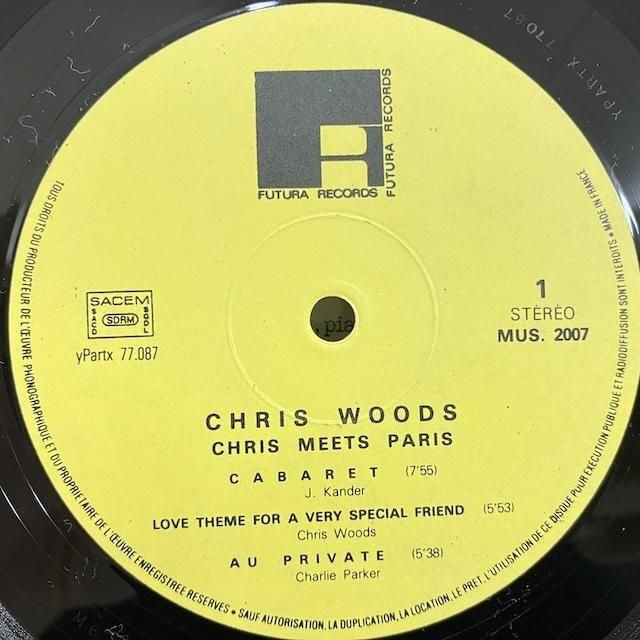 YPARTX 77087
FUTURA RECORDS
FUTURA RECORDS
SACEM
SACD
SDRM
SGDL
yPartx 77.087
1
STÉRÉO
MUS. 2007
, pia
CHRIS WOODS
CHRIS MEETS PARIS
CABARET (7'55)
J. Kander
LOVE THEME FOR A VERY SPECIAL FRIEND (5'53)
Chris Woods
AU PRIVATE (5'38)
Charlie Parker
TOUS DROITS DU PRODUCTEUR DE L'ŒUVRE PHONOGRAPHIQUE ET DU PROPRIETAIRE DE L'ŒUVRE ENREGISTREE RESERVES • SAUF AUTORISATION, LA DUPLICATION, LA LOCATION, LE PRET, L'UTILISATION DE CE DISQUE POUR EXECUTION PUBLIQUE ET RADIODIFFUSION SONT INTERDITS • MADE IN FRANCE